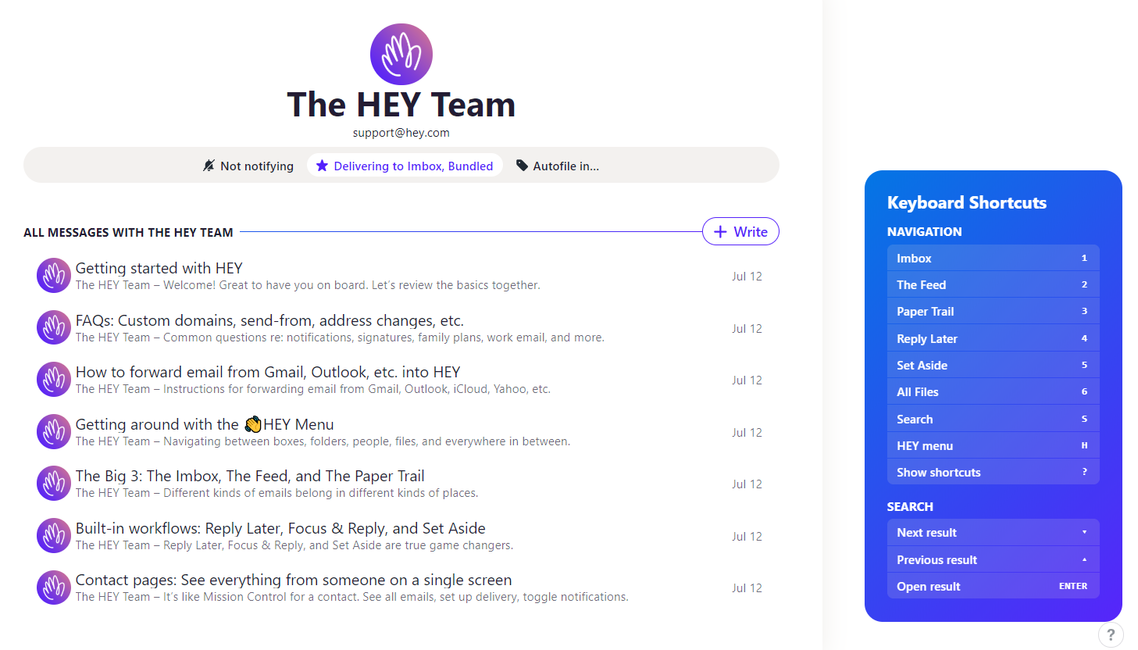 The HEY Team
support@hey.com
Not notifying
Delivering to Imbox, Bundled
Autofile in...
ALL MESSAGES WITH THE HEY TEAM
Write
Getting started with HEY
The HEY Team – Welcome! Great to have you on board. Let's review the basics together.
Jul 12
FAQs: Custom domains, send-from, address changes, etc.
The HEY Team – Common questions re: notifications, signatures, family plans, work email, and more.
Jul 12
How to forward email from Gmail, Outlook, etc. into HEY
The HEY Team – Instructions for forwarding email from Gmail, Outlook, iCloud, Yahoo, etc.
Jul 12
Getting around with the 👋HEY Menu
The HEY Team – Navigating between boxes, folders, people, files, and everywhere in between.
Jul 12
The Big 3: The Imbox, The Feed, and The Paper Trail
The HEY Team – Different kinds of emails belong in different kinds of places.
Jul 12
Built-in workflows: Reply Later, Focus & Reply, and Set Aside
The HEY Team – Reply Later, Focus & Reply, and Set Aside are true game changers.
Jul 12
Contact pages: See everything from someone on a single screen
The HEY Team – It's like Mission Control for a contact. See all emails, set up delivery, toggle notifications.
Jul 12
Keyboard Shortcuts
NAVIGATION
Imbox 1
The Feed 2
Paper Trail 3
Reply Later 4
Set Aside 5
All Files 6
Search S
HEY menu H
Show shortcuts ?
SEARCH
Next result
Previous result
Open result ENTER
?